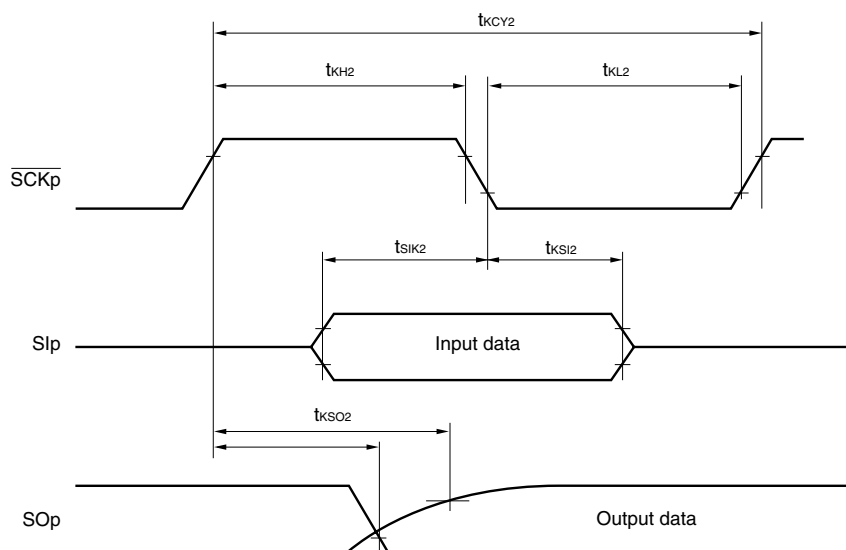 tKCY2
tKH2
tKL2
SCKp
tSIK2
tKSI2
SIp
Input data
tKSO2
SOp
Output data